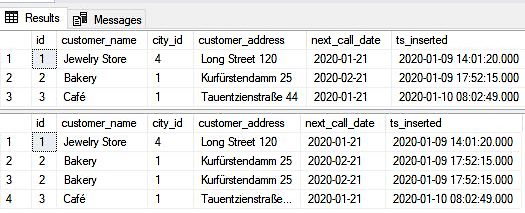 Results Messages
id customer_name city_id customer_address next_call_date ts_inserted
1 1 Jewelry Store 4 Long Street 120 2020-01-21 2020-01-09 14:01:20.000
2 2 Bakery 1 Kurfürstendamm 25 2020-02-21 2020-01-09 17:52:15.000
3 3 Café 1 Tauentzienstraße 44 2020-01-21 2020-01-10 08:02:49.000
id customer_name city_id customer_address next_call_date ts_inserted
1 1 Jewelry Store 4 Long Street 120 2020-01-21 2020-01-09 14:01:20.000
2 2 Bakery 1 Kurfürstendamm 25 2020-02-21 2020-01-09 17:52:15.000
3 2 Bakery 1 Kurfürstendamm 25 2020-02-21 2020-01-09 17:52:15.000
4 3 Café 1 Tauentzienstraße... 2020-01-21 2020-01-10 08:02:49.000